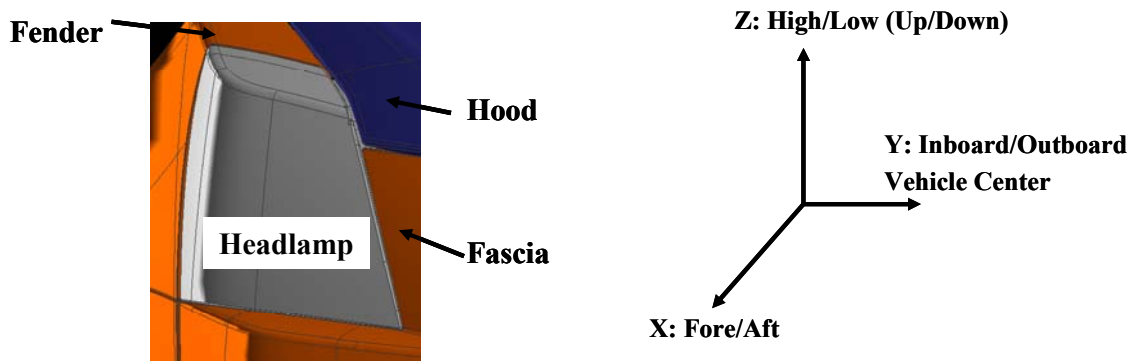 Fender
Hood
Headlamp
Fascia
Z: High/Low (Up/Down)
Y: Inboard/Outboard
Vehicle Center
X: Fore/Aft